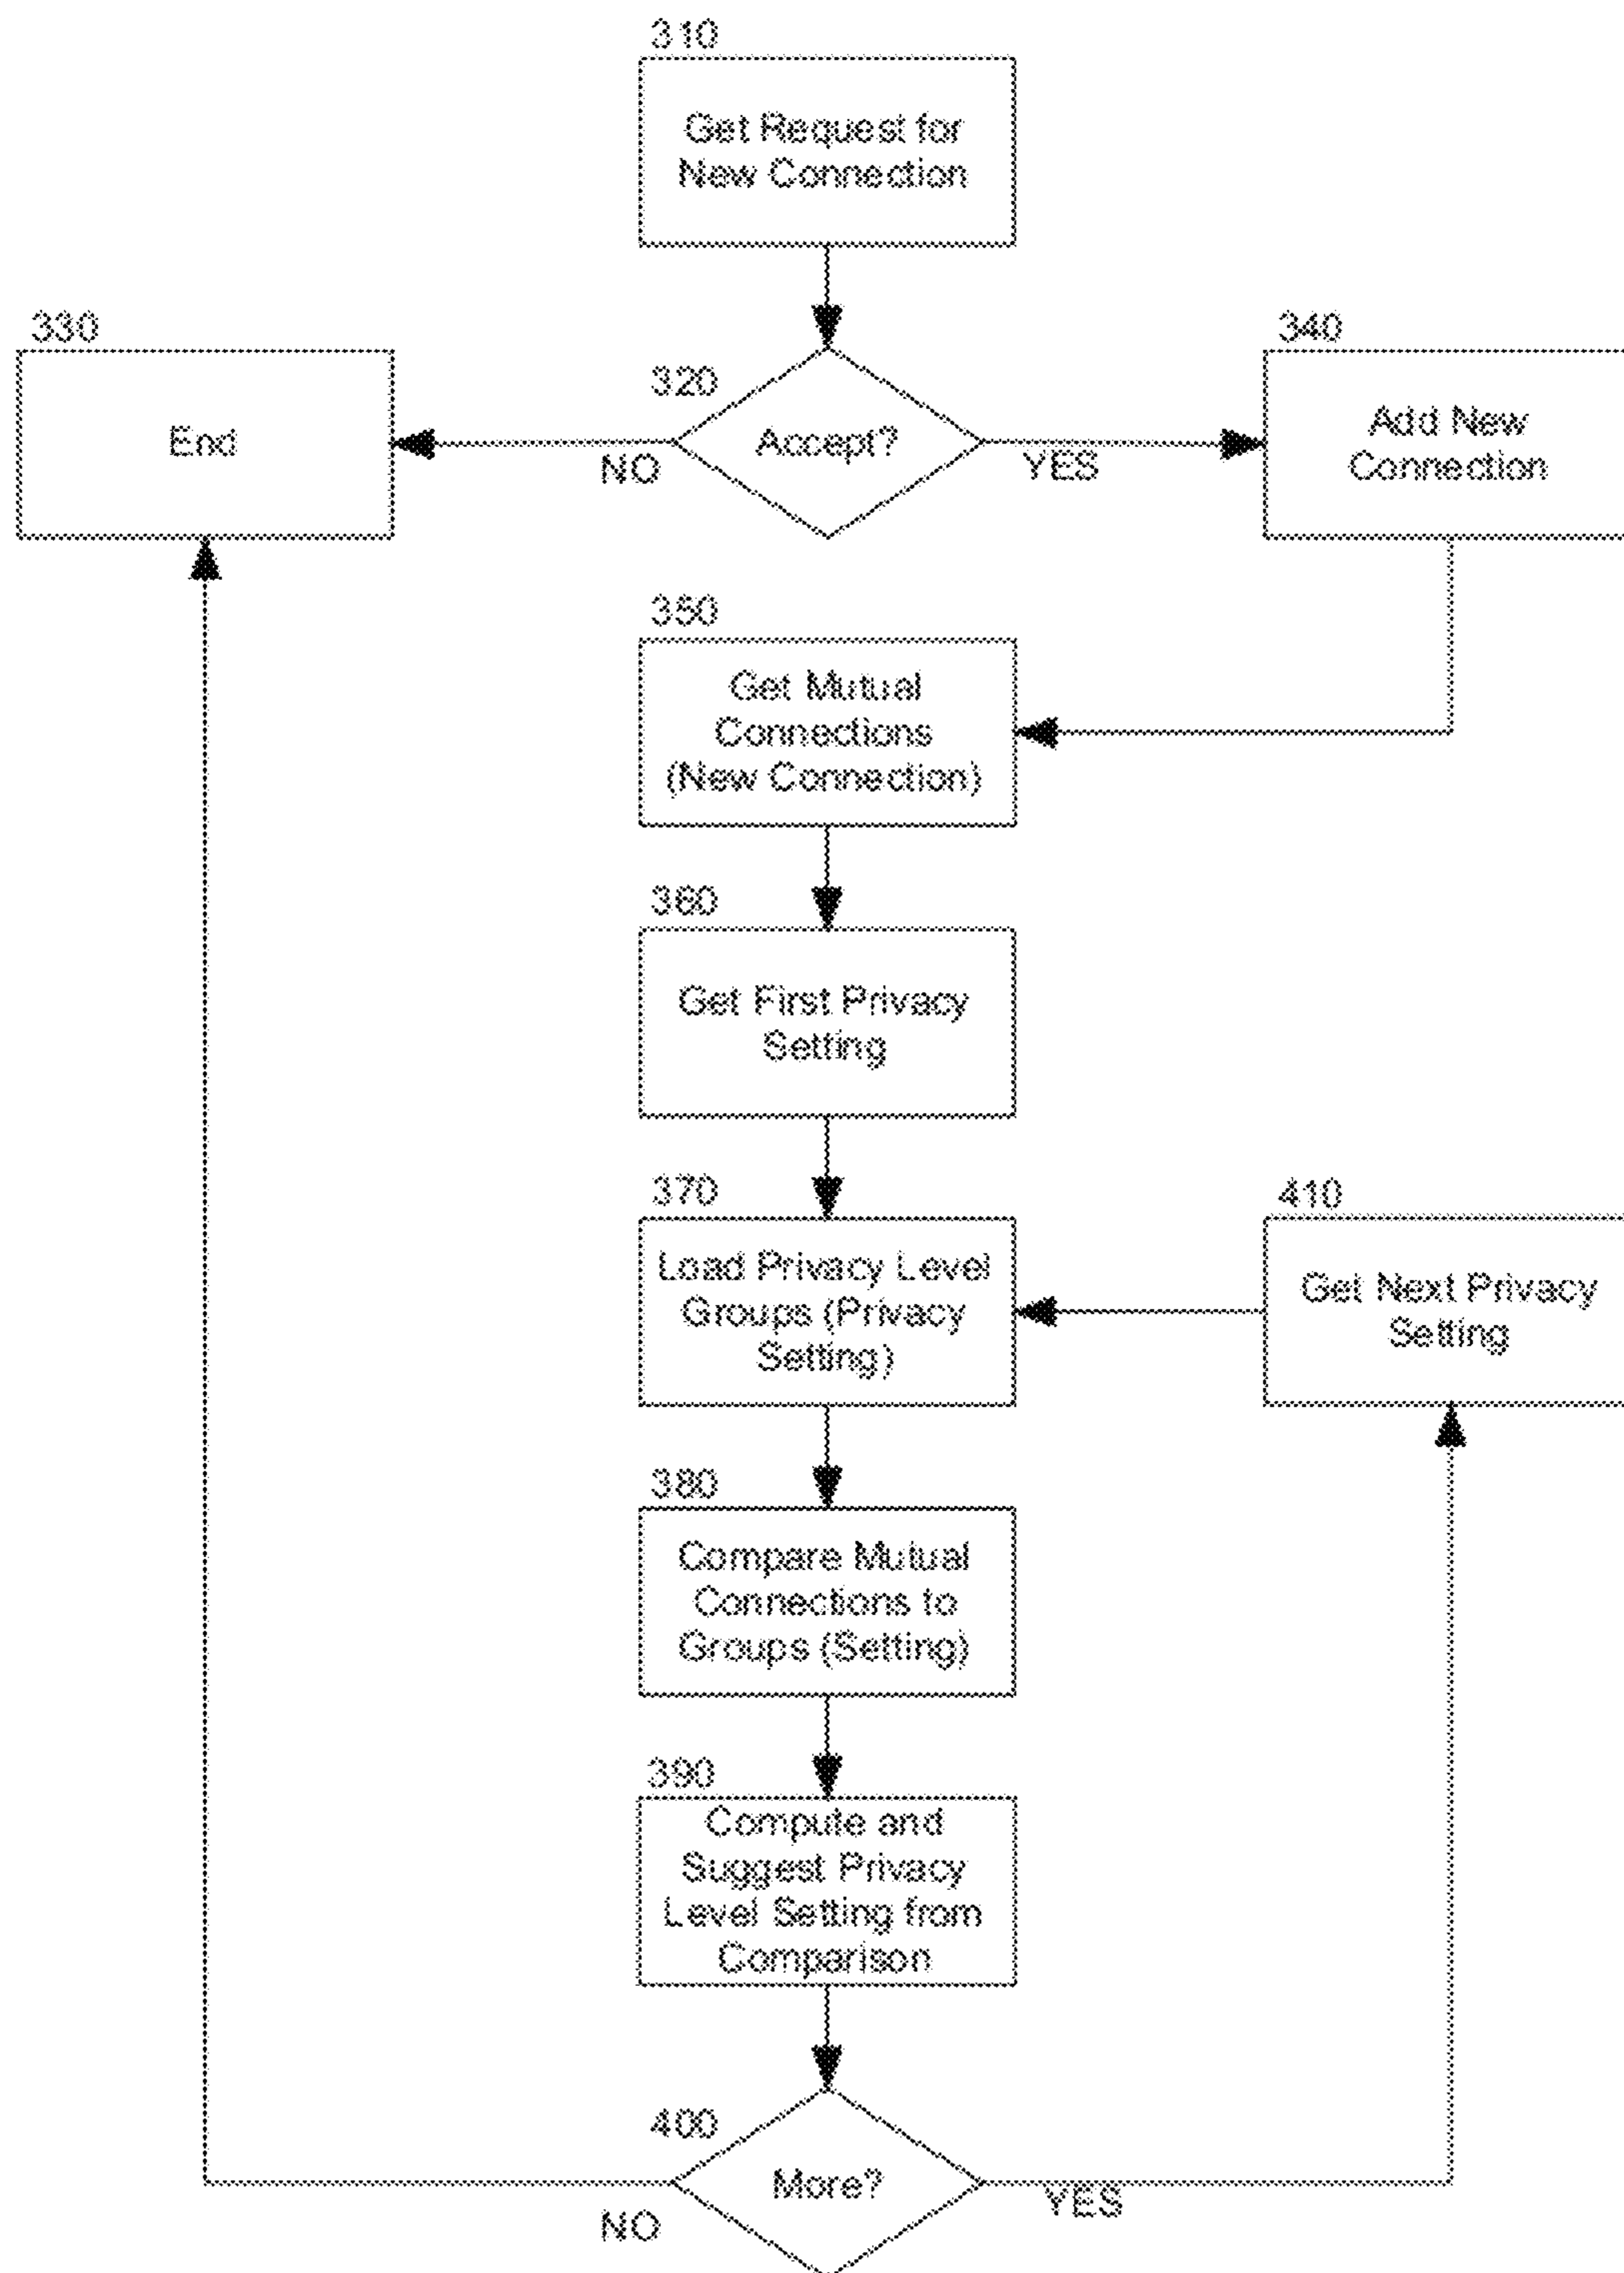 310
Get Request for
New Connection
330
End
320
Accept?
NO
YES
340
Add New
Connection
350
Get Mutual
Connections
(New Connection)
360
Get First Privacy
Setting
370
Load Privacy Level
Groups (Privacy
Setting)
410
Get Next Privacy
Setting
380
Compare Mutual
Connections to
Groups (Setting)
390
Compute and
Suggest Privacy
Level Setting from
Comparison
400
More?
NO
YES